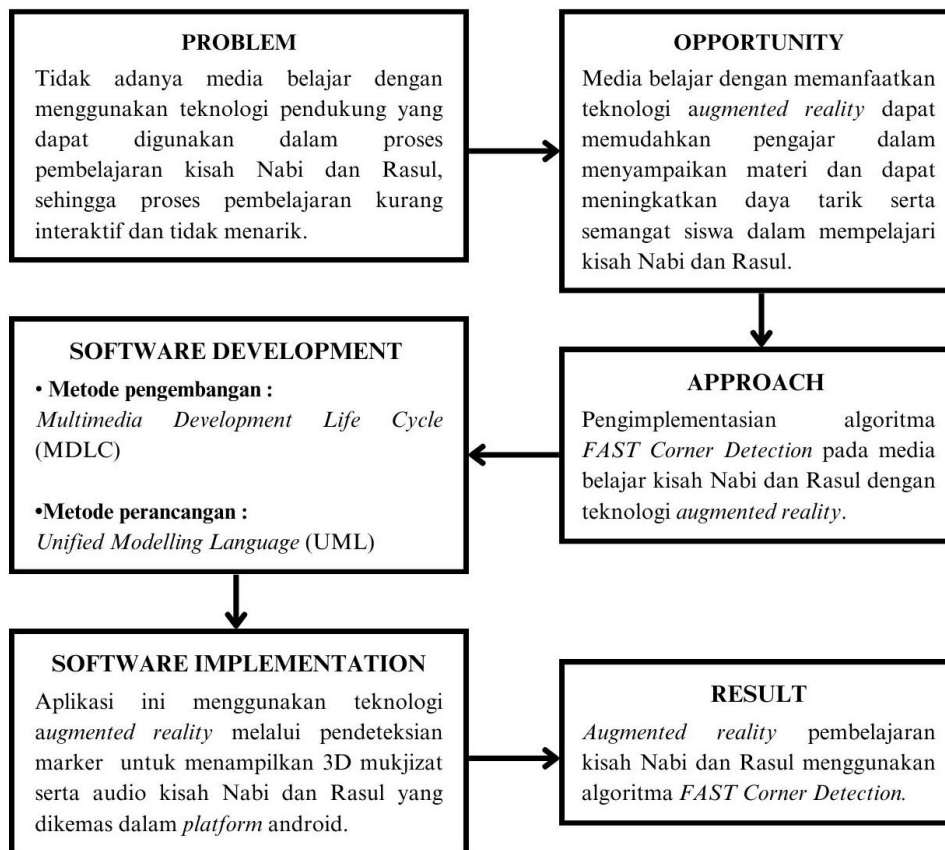 PROBLEM
Tidak adanya media belajar dengan
menggunakan teknologi pendukung yang
dapat digunakan dalam proses
pembelajaran kisah Nabi dan Rasul,
sehingga proses pembelajaran kurang
interaktif dan tidak menarik.
OPPORTUNITY
Media belajar dengan memanfaatkan
teknologi augmented reality dapat
memudahkan pengajar dalam
menyampaikan materi dan dapat
meningkatkan daya tarik serta
semangat siswa dalam mempelajari
kisah Nabi dan Rasul.
APPROACH
Pengimplementasian algoritma
FAST Corner Detection pada media
belajar kisah Nabi dan Rasul dengan
teknologi augmented reality.
SOFTWARE DEVELOPMENT
• Metode pengembangan :
Multimedia Development Life Cycle
(MDLC)
•Metode perancangan :
Unified Modelling Language (UML)
SOFTWARE IMPLEMENTATION
Aplikasi ini menggunakan teknologi
augmented reality melalui pendeteksian
marker untuk menampilkan 3D mukjizat
serta audio kisah Nabi dan Rasul yang
dikemas dalam platform android.
RESULT
Augmented reality pembelajaran
kisah Nabi dan Rasul menggunakan
algoritma FAST Corner Detection.